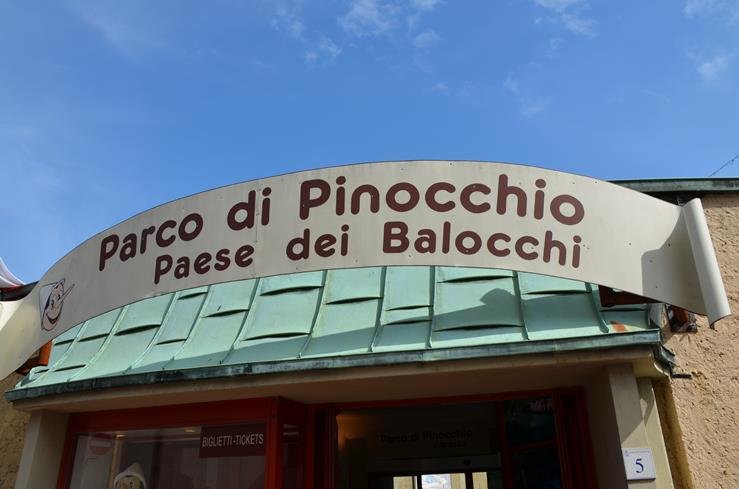 Parco di Pinocchio
Paese dei Balocchi
BIGLIETTI-TICKETS
Parco di Pinocchio
5